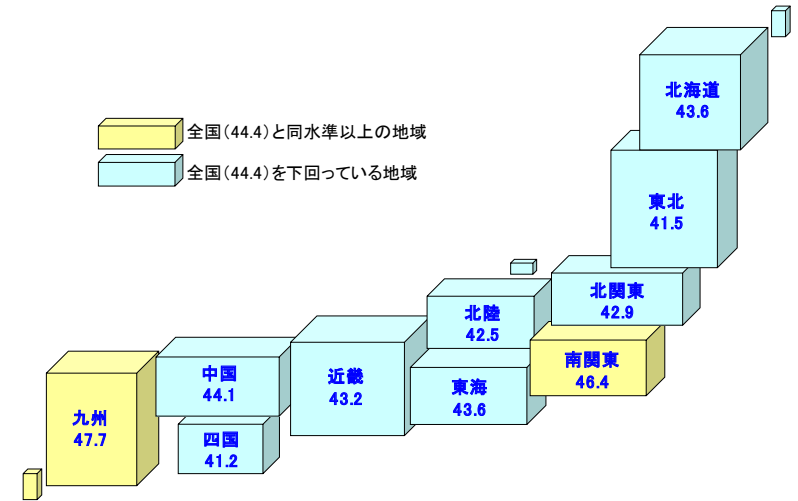 全国（44.4）と同水準以上の地域
全国（44.4）を下回っている地域
北海道
43.6
東北
41.5
北関東
42.9
北陸
42.5
南関東
46.4
東海
43.6
近畿
43.2
中国
44.1
四国
41.2
九州
47.7